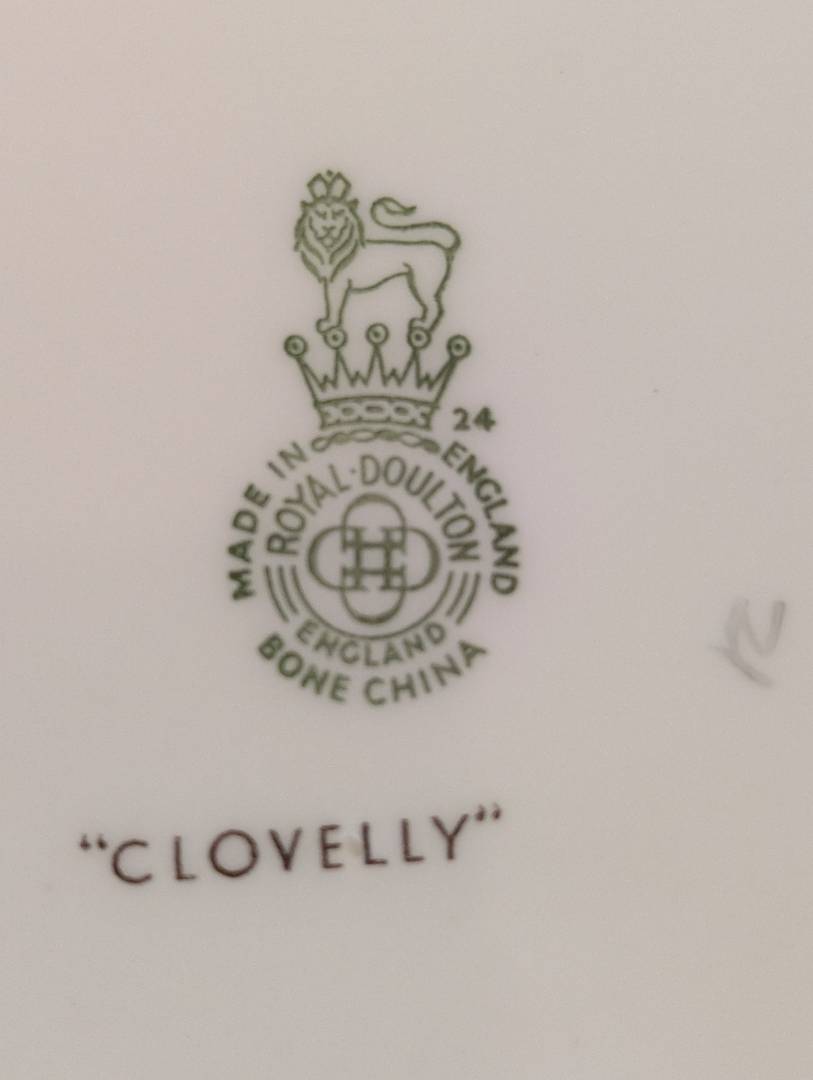 24
MADE IN ENGLAND
ROYAL·DOULTON
ENGLAND
BONE CHINA
“CLOVELLY”